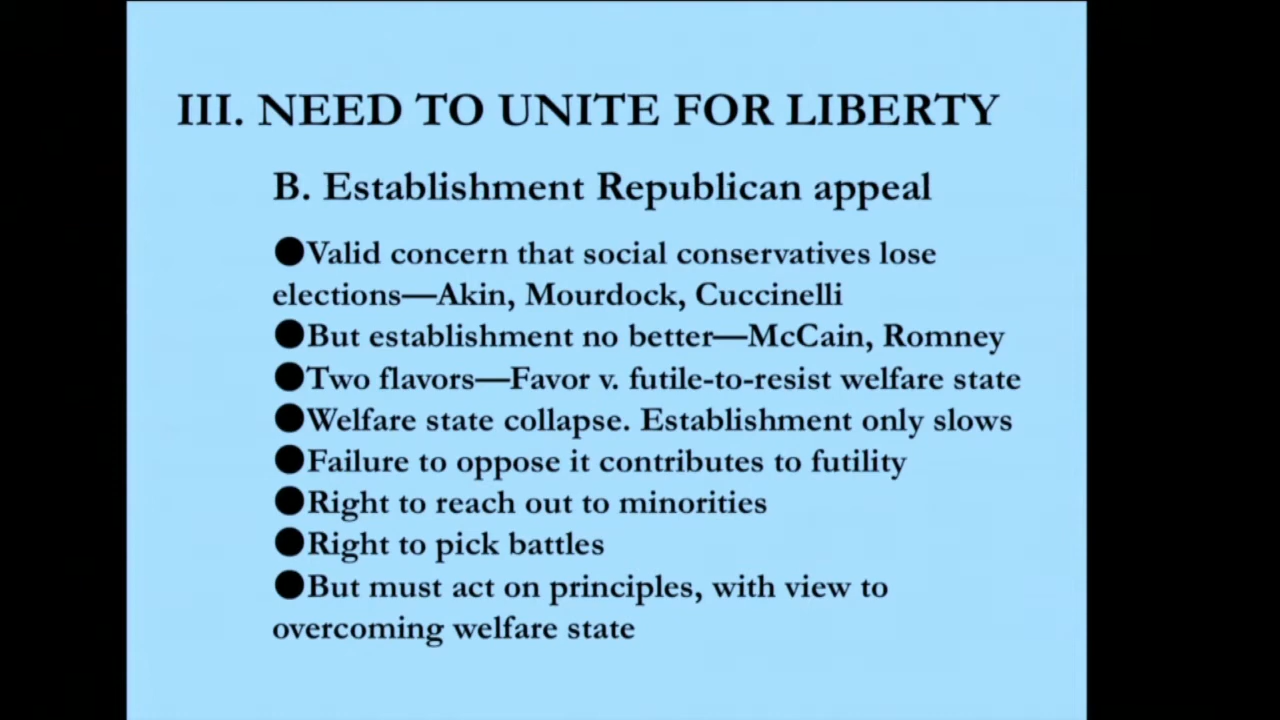 III. NEED TO UNITE FOR LIBERTY
B. Establishment Republican appeal
●Valid concern that social conservatives lose
elections—Akin, Mourdock, Cuccinelli
●But establishment no better—McCain, Romney
●Two flavors—Favor v. futile-to-resist welfare state
●Welfare state collapse. Establishment only slows
●Failure to oppose it contributes to futility
●Right to reach out to minorities
●Right to pick battles
●But must act on principles, with view to
overcoming welfare state